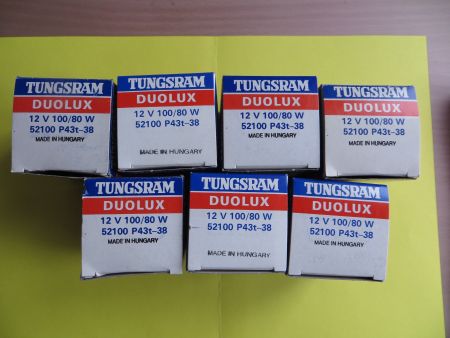 TUNGSRAM
DUOLUX
12 V 100/80 W
52100 P43t-38
MADE IN HUNGARY
TUNGSRAM
DUOLUX
12 V 100/80 W
52100 P43t-38
MADE IN HUNGARY
TUNGSRAM
DUOLUX
12 V 100/80 W
52100 P43t-38
MADE IN HUNGARY
TUNGSRAM
DUOLUX
12 V 100/80 W
52100 P43t-38
MADE IN HUNGARY
TUNGSRAM
DUOLUX
12 V 100/80 W
52100 P43t-38
MADE IN HUNGARY
TUNGSRAM
DUOLUX
12 V 100/80 W
52100 P43t-38
MADE IN HUNGARY
TUNGSRAM
DUOLUX
12 V 100/80 W
52100 P43t-38
MADE IN HUNGARY